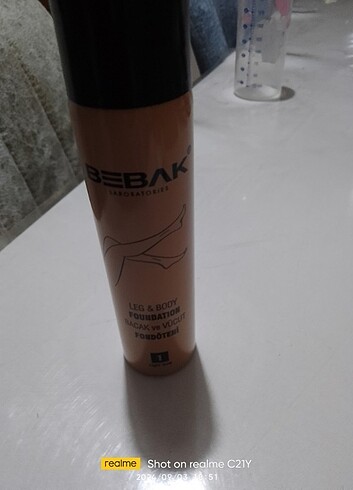 BEBAK
LABORATORIES
LEG & BODY
FOUNDATION
BACAK ve VÜCUT
FONDÖTENİ
1
realme Shot on realme C21Y